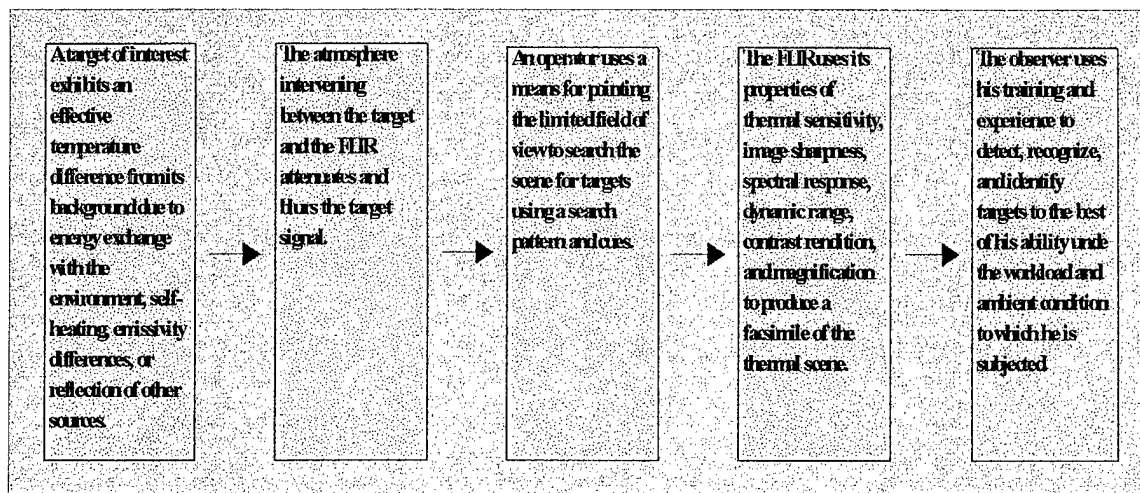 A target of interest
exhibits an
effective
temperature
difference from its
background due to
energy exchange
with the
environment, self-
heating, emissivity
differences, or
reflection of other
sources.
The atmosphere
intervening
between the target
and the FLIR
attenuates and
blurs the target
signal.
An operator uses a
means for pointing
the limited field of
view to search the
scene for targets
using a search
pattern and cues.
The FLIR uses its
properties of
thermal sensitivity,
image sharpness,
spectral response,
dynamic range,
contrast rendition,
and magnification
to produce a
facsimile of the
thermal scene.
The observer uses
his training and
experience to
detect, recognize,
and identify
targets to the best
of his ability unde
the workload and
ambient condition
to which he is
subjected